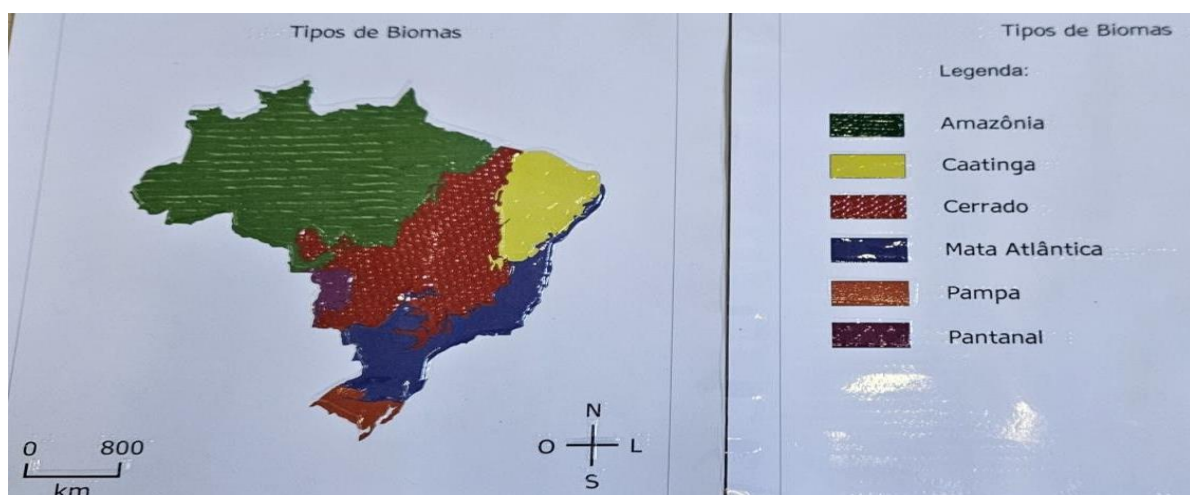 Tipos de Biomas
0 800
km
N
O L
S
Tipos de Biomas
Legenda:
Amazônia
Caatinga
Cerrado
Mata Atlântica
Pampa
Pantanal